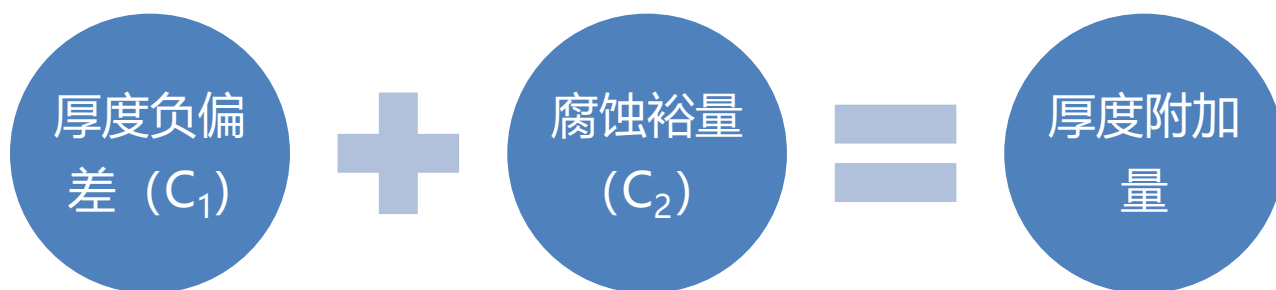 厚度负偏
差（C₁）
腐蚀裕量
（C₂）
厚度附加
量